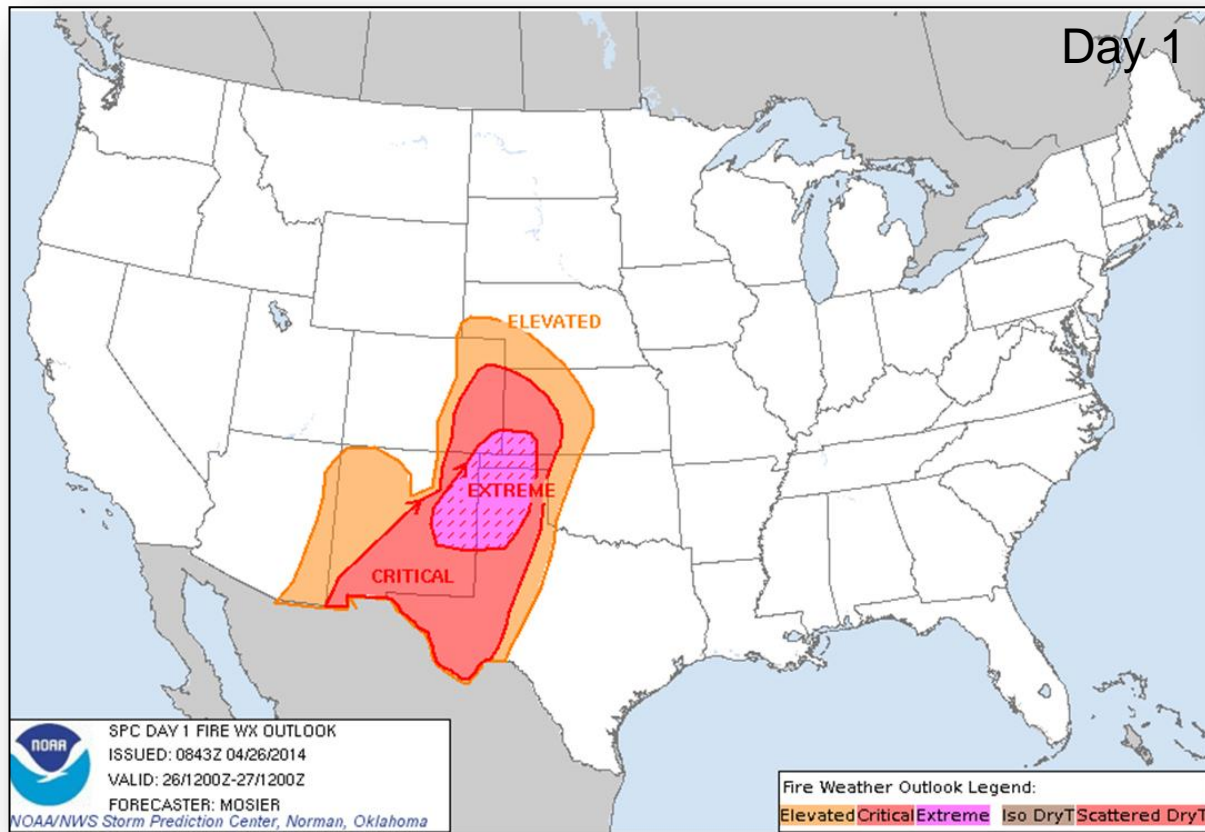 Day 1
ELEVATED
EXTREME
CRITICAL
NOAA
SPC DAY 1 FIRE WX OUTLOOK
ISSUED: 0843Z 04/26/2014
VALID: 26/1200Z-27/1200Z
FORECASTER: MOSIER
NOAA/NWS Storm Prediction Center, Norman, Oklahoma
Fire Weather Outlook Legend:
Elevated Critical Extreme Iso DryT Scattered DryT